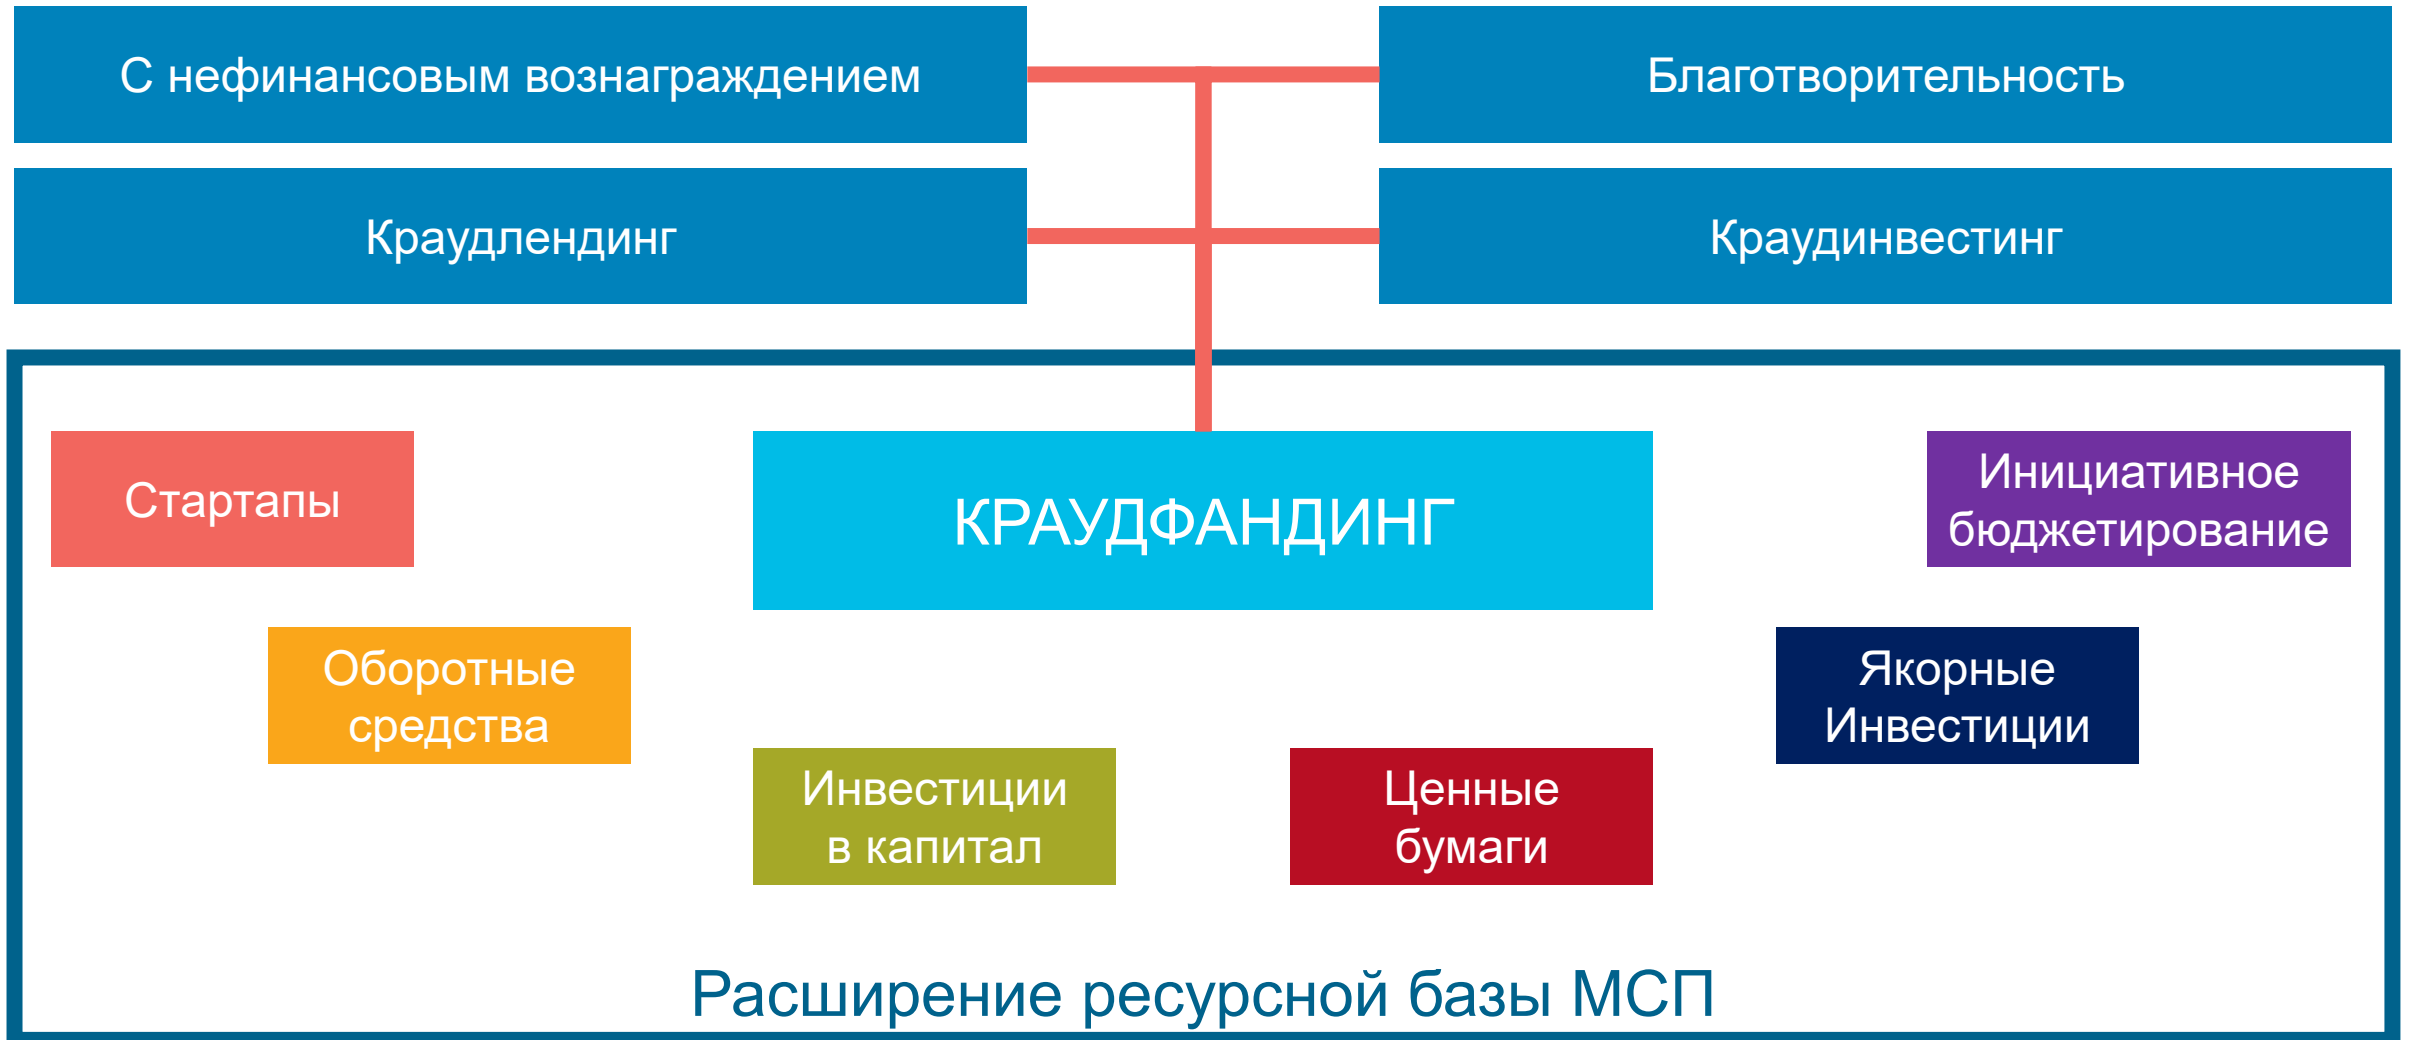 С нефинансовым вознаграждением
Благотворительность
Краудлендинг
Краудинвестинг
Стартапы
КРАУДФАНДИНГ
Инициативное
бюджетирование
Оборотные
средства
Якорные
Инвестиции
Инвестиции
в капитал
Ценные
бумаги
Расширение ресурсной базы МСП